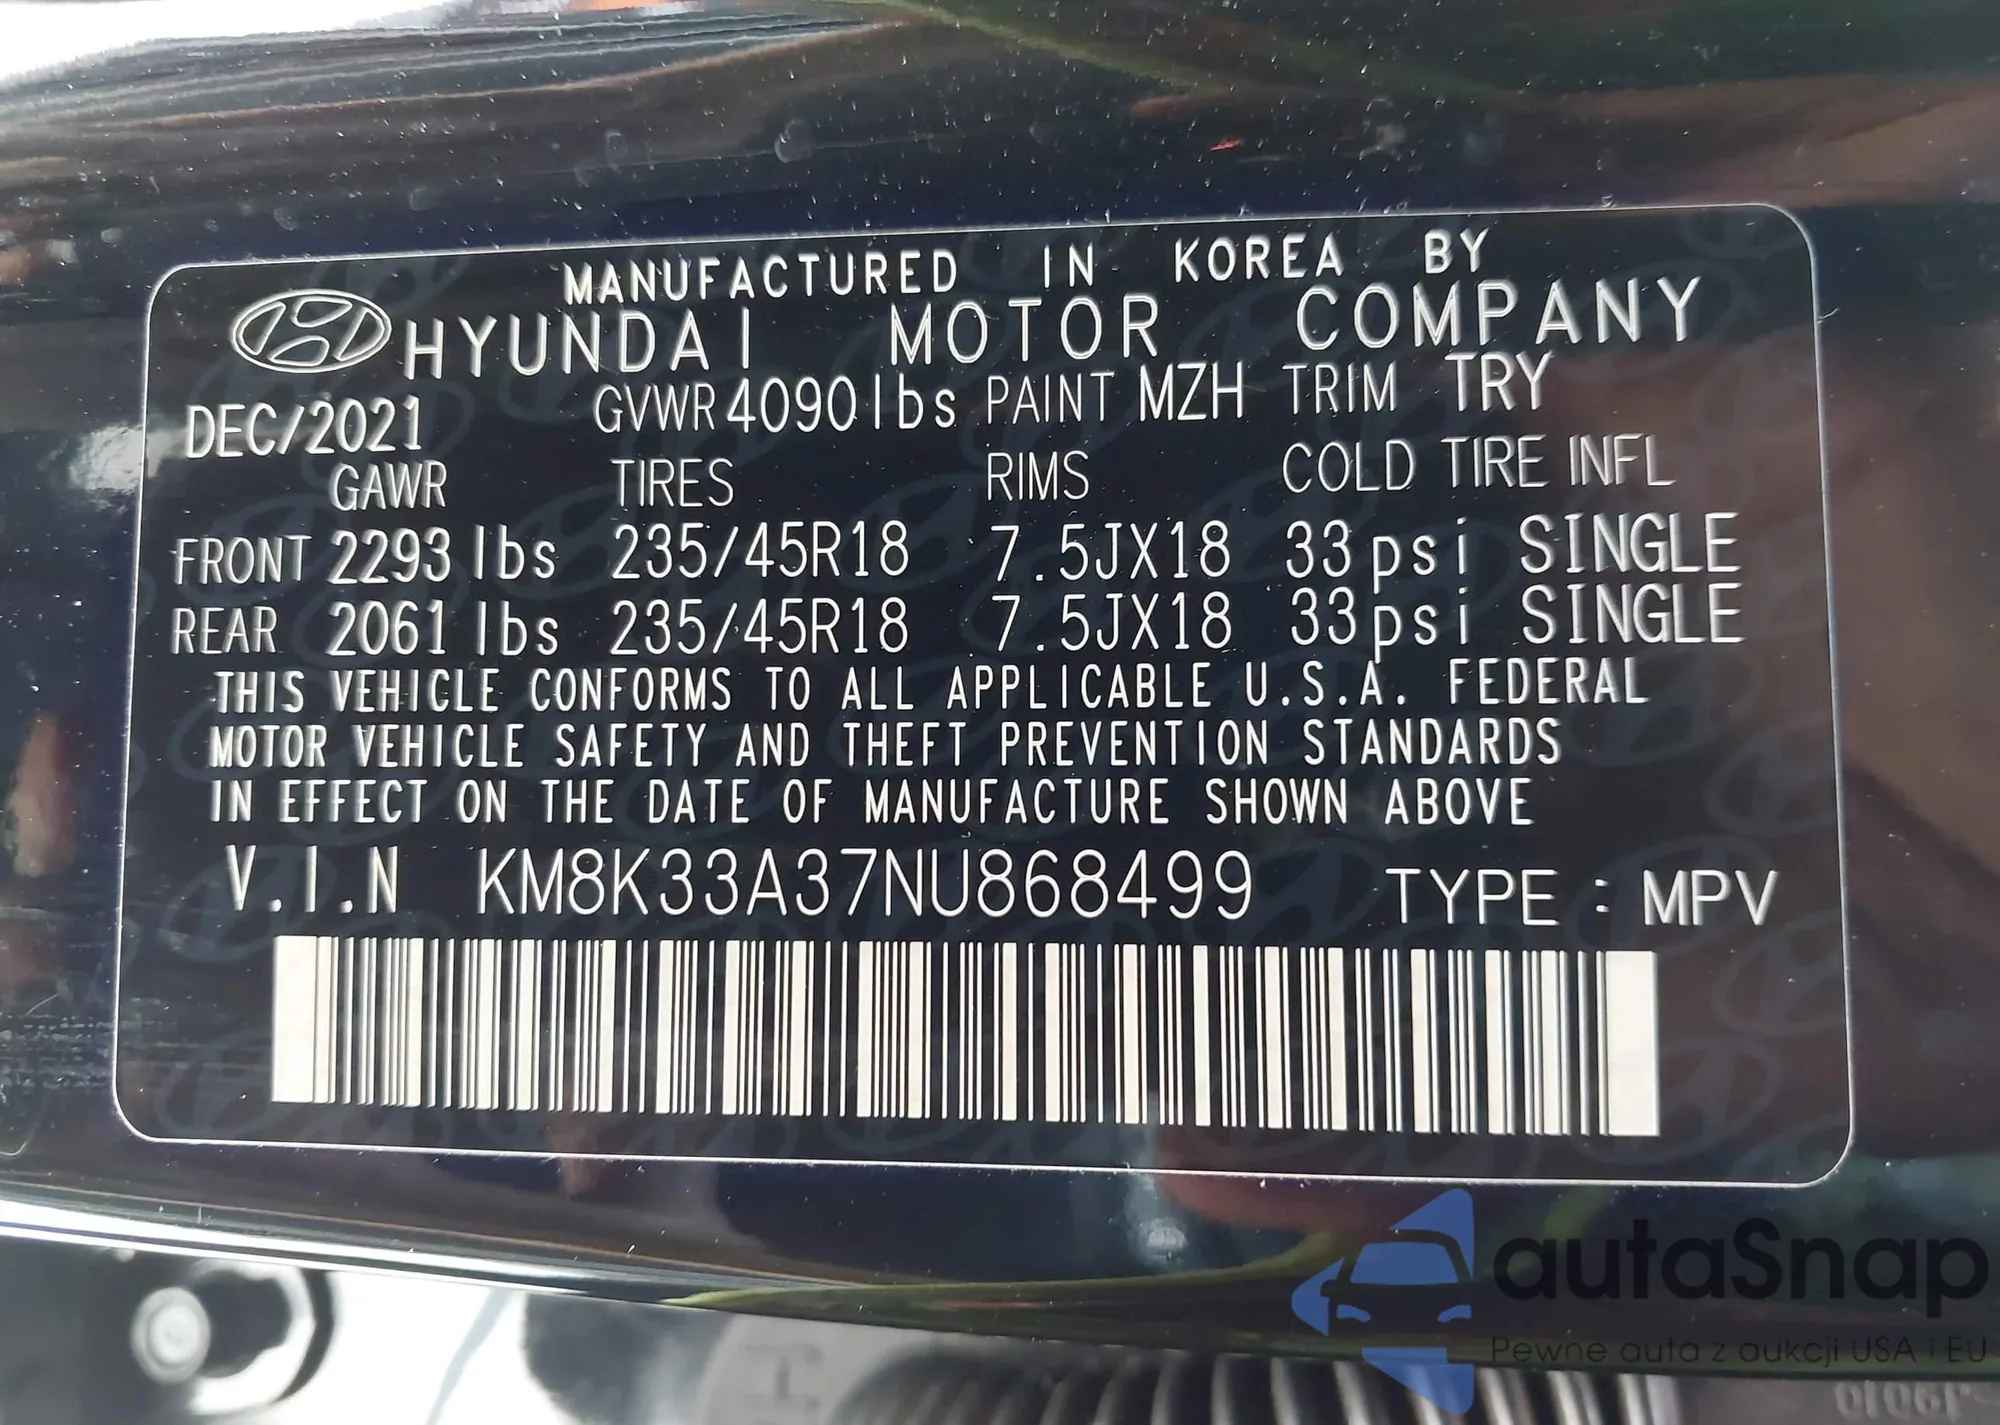 MANUFACTURED IN KOREA BY
HYUNDAI MOTOR COMPANY
DEC/2021 GVWR 4090 lbs PAINT MZH TRIM TRY
GAWR TIRES RIMS COLD TIRE INFL
FRONT 2293 lbs 235/45R18 7.5JX18 33psi SINGLE
REAR 2061 lbs 235/45R18 7.5JX18 33psi SINGLE
THIS VEHICLE CONFORMS TO ALL APPLICABLE U.S.A. FEDERAL
MOTOR VEHICLE SAFETY AND THEFT PREVENTION STANDARDS
IN EFFECT ON THE DATE OF MANUFACTURE SHOWN ABOVE
V.I.N KM8K33A37NU868499 TYPE : MPV
autaSnap
Pewne auta z aukcji USA i EU